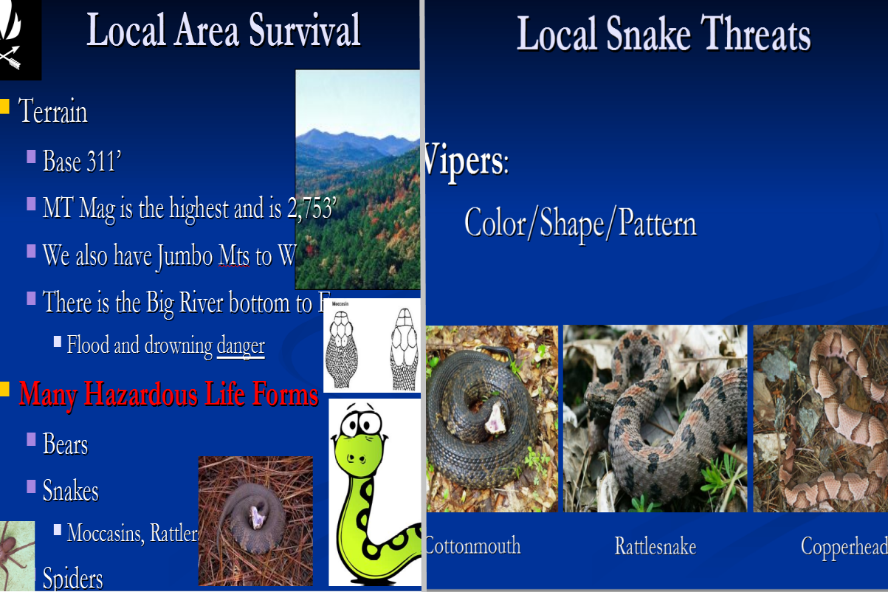 Local Area Survival
Terrain
Base 311’
MT Mag is the highest and is 2,753’
We also have Jumbo Mts to W
There is the Big River bottom to E
Flood and drowning danger
Many Hazardous Life Forms
Bears
Snakes
Moccasins, Rattler
Spiders
Moccasin
Local Snake Threats
Vipers:
Color/Shape/Pattern
Cottonmouth
Rattlesnake
Copperhead